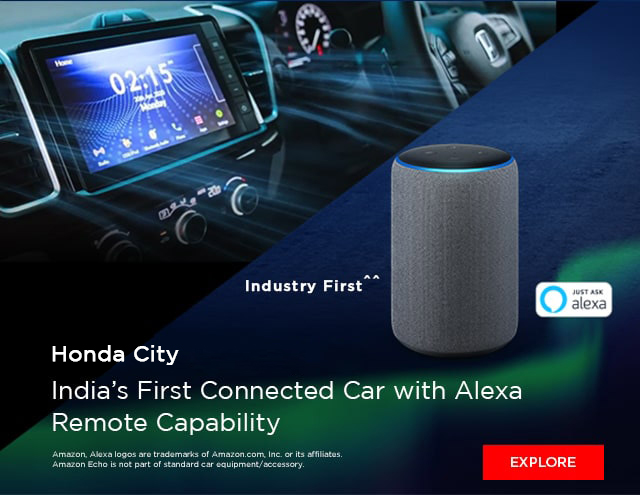 Home
02:15
Monday
Industry First^^
JUST ASK
alexa
Honda City
India's First Connected Car with Alexa
Remote Capability
Amazon, Alexa logos are trademarks of Amazon.com, Inc. or its affiliates.
Amazon Echo is not part of standard car equipment/accessory.
EXPLORE